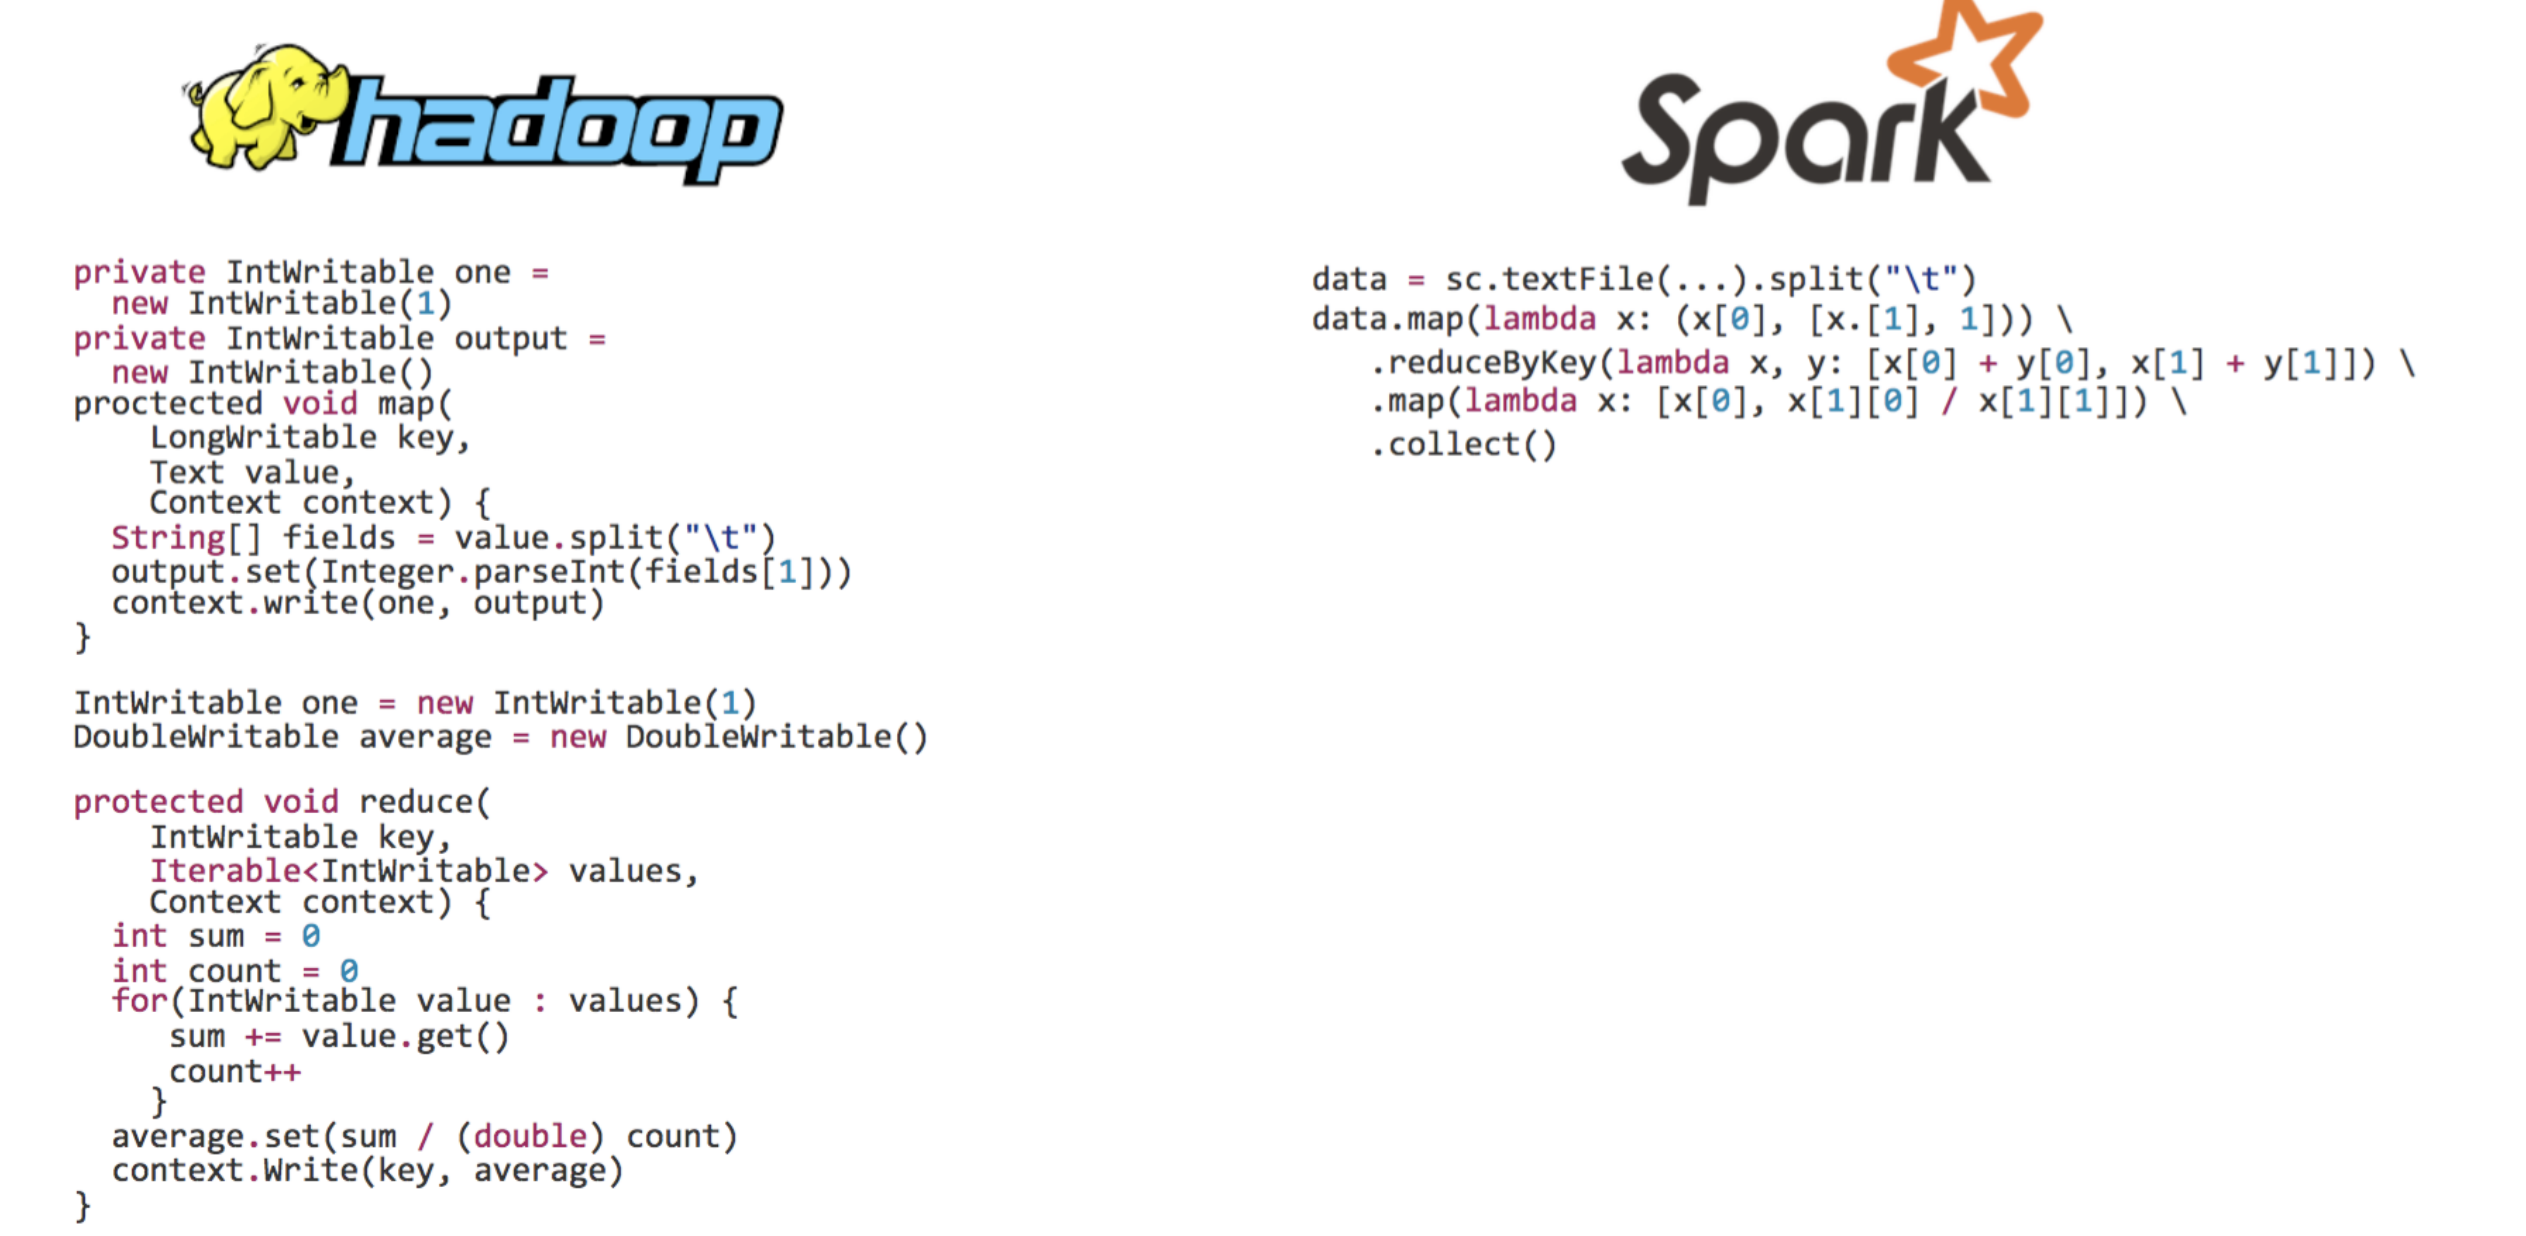 hadoop
private IntWritable one =
new IntWritable(1)
private IntWritable output =
new IntWritable()
proctected void map(
LongWritable key,
Text value,
Context context) {
String[] fields = value.split("\t")
output.set(Integer.parseInt(fields[1]))
context.write(one, output)
}
IntWritable one = new IntWritable(1)
DoubleWritable average = new DoubleWritable()
protected void reduce(
IntWritable key,
Iterable<IntWritable> values,
Context context) {
int sum = 0
int count = 0
for(IntWritable value : values) {
sum += value.get()
count++
}
average.set(sum / (double) count)
context.Write(key, average)
}
Spark
data = sc.textFile(...).split("\t")
data.map(lambda x: (x[0], [x.[1], 1])) \
.reduceByKey(lambda x, y: [x[0] + y[0], x[1] + y[1]]) \
.map(lambda x: [x[0], x[1][0] / x[1][1]]) \
.collect()